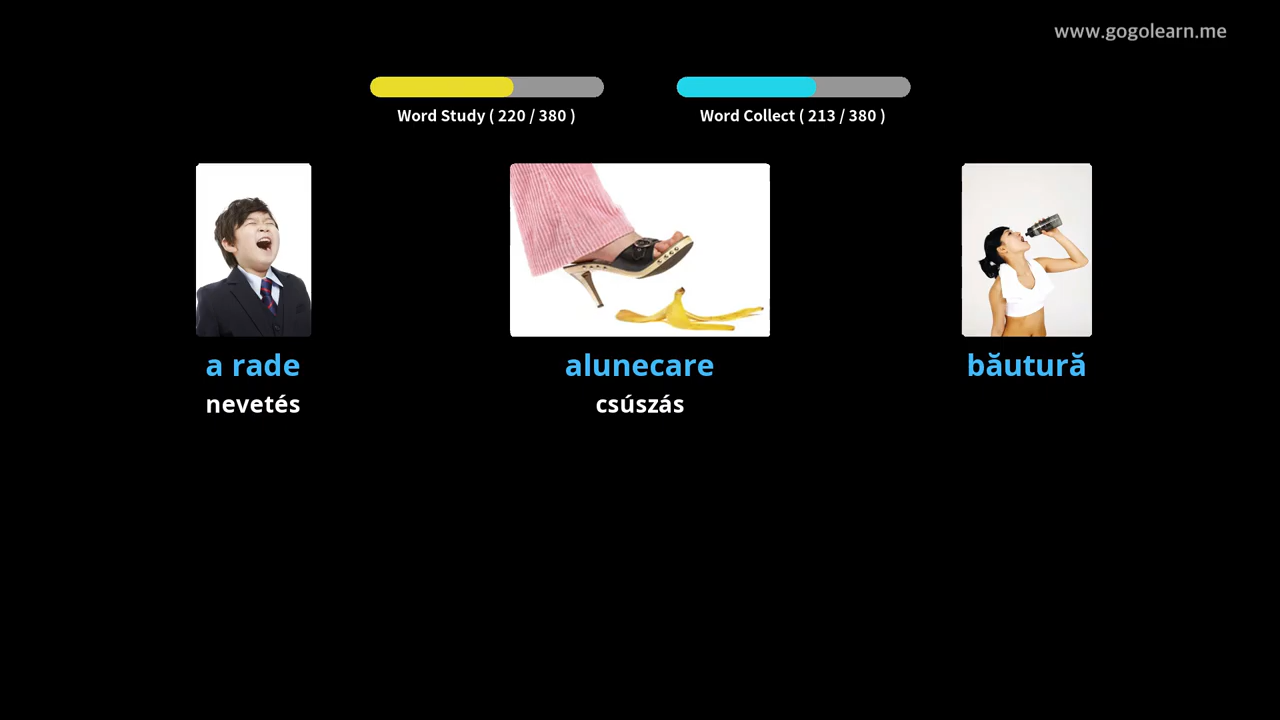 www.gogolearn.me
Word Study ( 220 / 380 )
Word Collect ( 213 / 380 )
a rade
alunecare
băutură
nevetés
csúszás